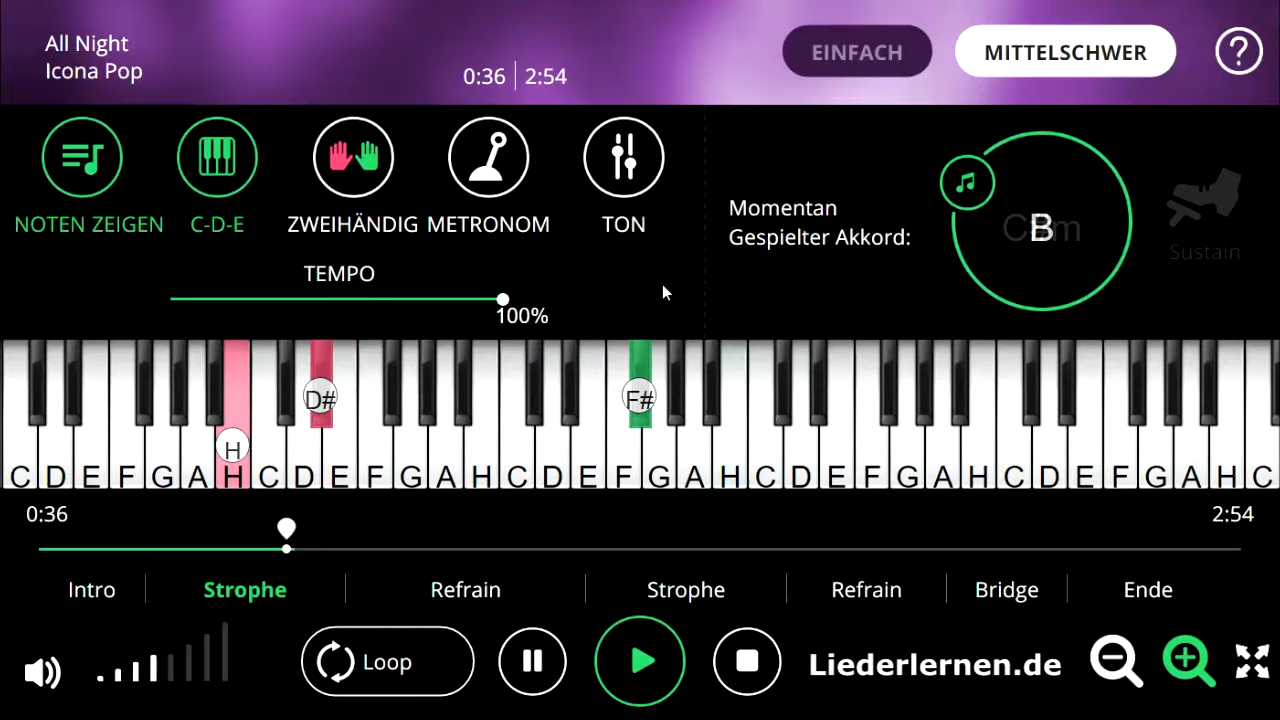 All Night
Icona Pop
0:36 | 2:54
EINFACH
MITTELSCHWER
?
NOTEN ZEIGEN
C-D-E
ZWEIHÄNDIG
METRONOM
TON
TEMPO
100%
Momentan
Gespielter Akkord:
B
Sustain
D#
F#
H
C D E F G A H C D E F G A H C D E F G A H C D E F G A H C D E F G A H C
0:36
2:54
Intro
Strophe
Refrain
Strophe
Refrain
Bridge
Ende
Loop
Liederlernen.de